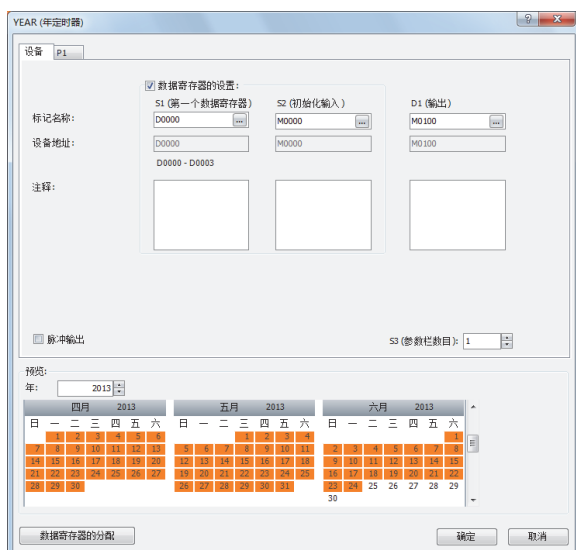 YEAR (年定时器)
设备 P1
数据寄存器的设置:
S1 (第一个数据寄存器) S2 (初始化输入) D1 (输出)
标记名称: D0000 ... M0000 ... M0100 ...
设备地址: D0000 M0000 M0100
D0000 - D0003
注释:
脉冲输出 S3 (参数栏数目): 1
预览:
年: 2013
四月 2013 五月 2013 六月 2013
日 一 二 三 四 五 六 日 一 二 三 四 五 六 日 一 二 三 四 五 六
1 2 3 4 5 6 1 2 3 4 1
7 8 9 10 11 12 13 5 6 7 8 9 10 11 2 3 4 5 6 7 8
14 15 16 17 18 19 20 12 13 14 15 16 17 18 9 10 11 12 13 14 15
21 22 23 24 25 26 27 19 20 21 22 23 24 25 16 17 18 19 20 21 22
28 29 30 26 27 28 29 30 31 23 24 25 26 27 28 29
30
数据寄存器的分配 确定 取消